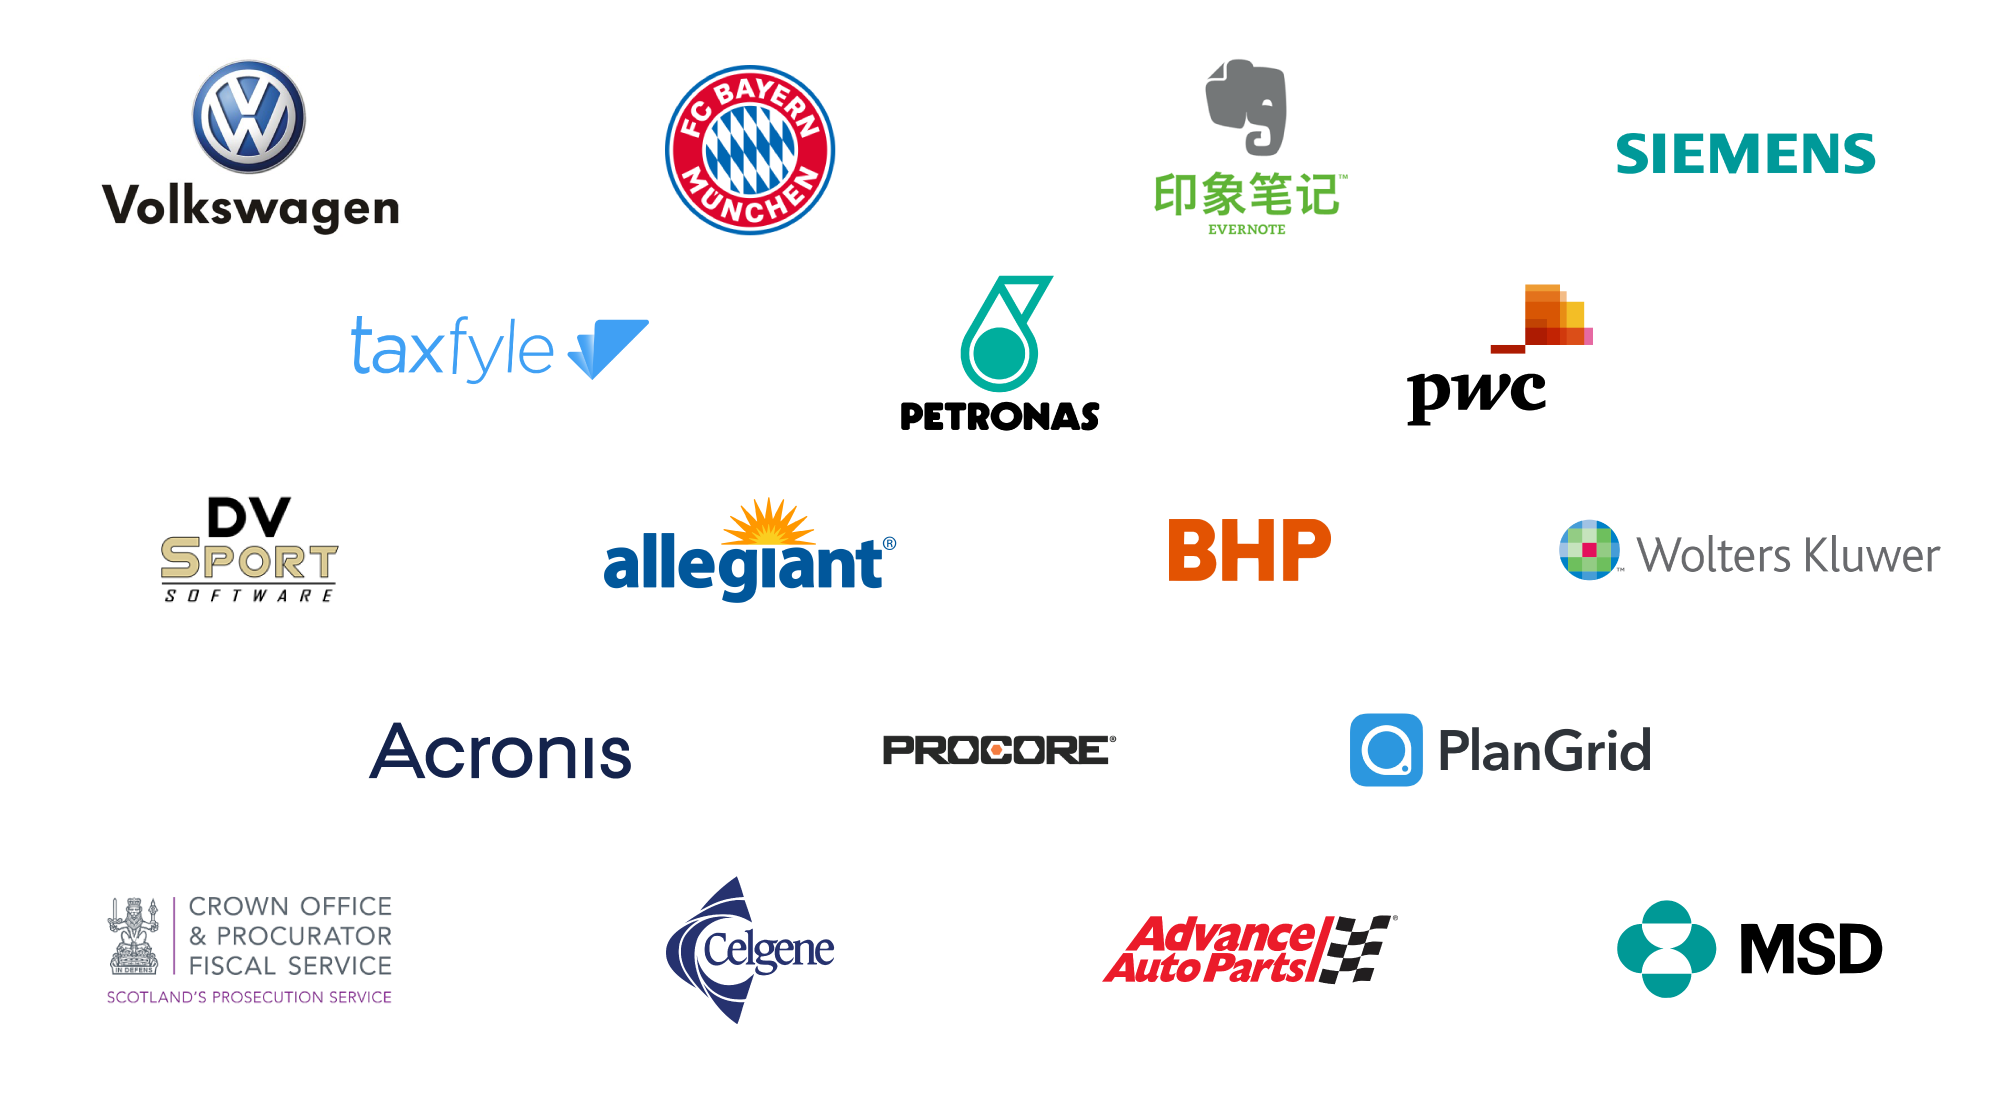 Volkswagen
FC BAYERN
MÜNCHEN
印象笔记™
EVERNOTE
SIEMENS
taxfyle
PETRONAS
pwc
DV
SPORT
SOFTWARE
allegiant®
BHP
™ Wolters Kluwer
Acronis
PROCORE®
PlanGrid
IN DEFENS
CROWN OFFICE
& PROCURATOR
FISCAL SERVICE
SCOTLAND'S PROSECUTION SERVICE
Celgene
Advance
Auto Parts®
MSD